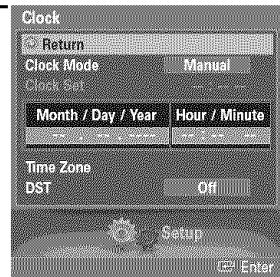 Clock
Return
Clock Mode Manual
Clock Set -- : -- --
Month / Day / Year Hour / Minute
-- . -- . ---- -- : -- --
Time Zone
DST Off
Setup
Enter